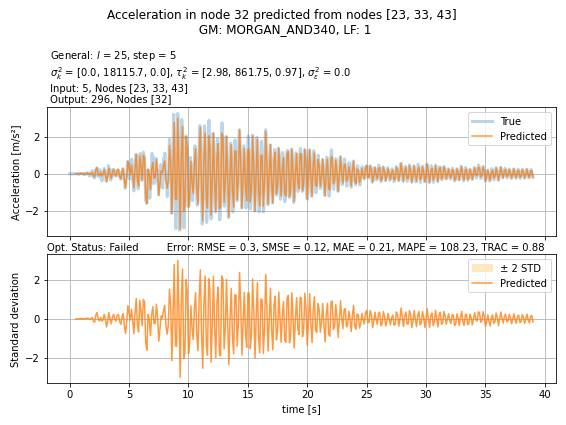 Acceleration in node 32 predicted from nodes [23, 33, 43]
GM: MORGAN_AND340, LF: 1
General: l = 25, step = 5
σ²ₖ = [0.0, 18115.7, 0.0], τ²ₖ = [2.98, 861.75, 0.97], σ²ε = 0.0
Input: 5, Nodes [23, 33, 43]
Output: 296, Nodes [32]
Acceleration [m/s²]
2
0
−2
True
Predicted
Opt. Status: Failed Error: RMSE = 0.3, SMSE = 0.12, MAE = 0.21, MAPE = 108.23, TRAC = 0.88
Standard deviation
2
0
−2
± 2 STD
Predicted
0 5 10 15 20 25 30 35 40
time [s]